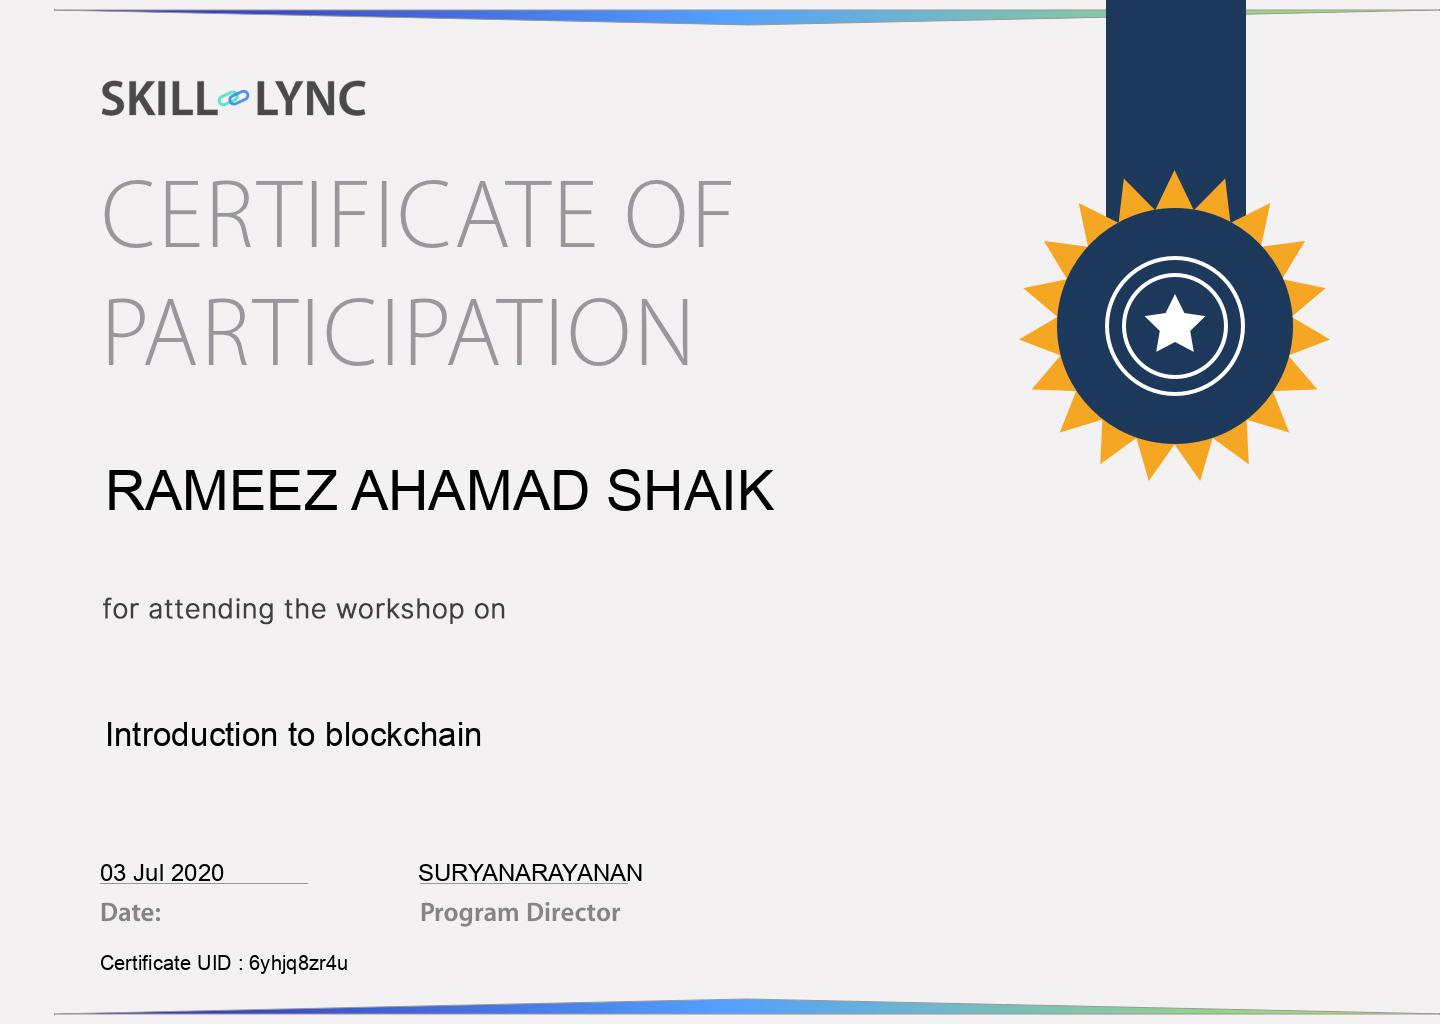 SKILL LYNC
CERTIFICATE OF
PARTICIPATION
RAMEEZ AHAMAD SHAIK
for attending the workshop on
Introduction to blockchain
03 Jul 2020 SURYANARAYANAN
Date: Program Director
Certificate UID : 6yhjq8zr4u